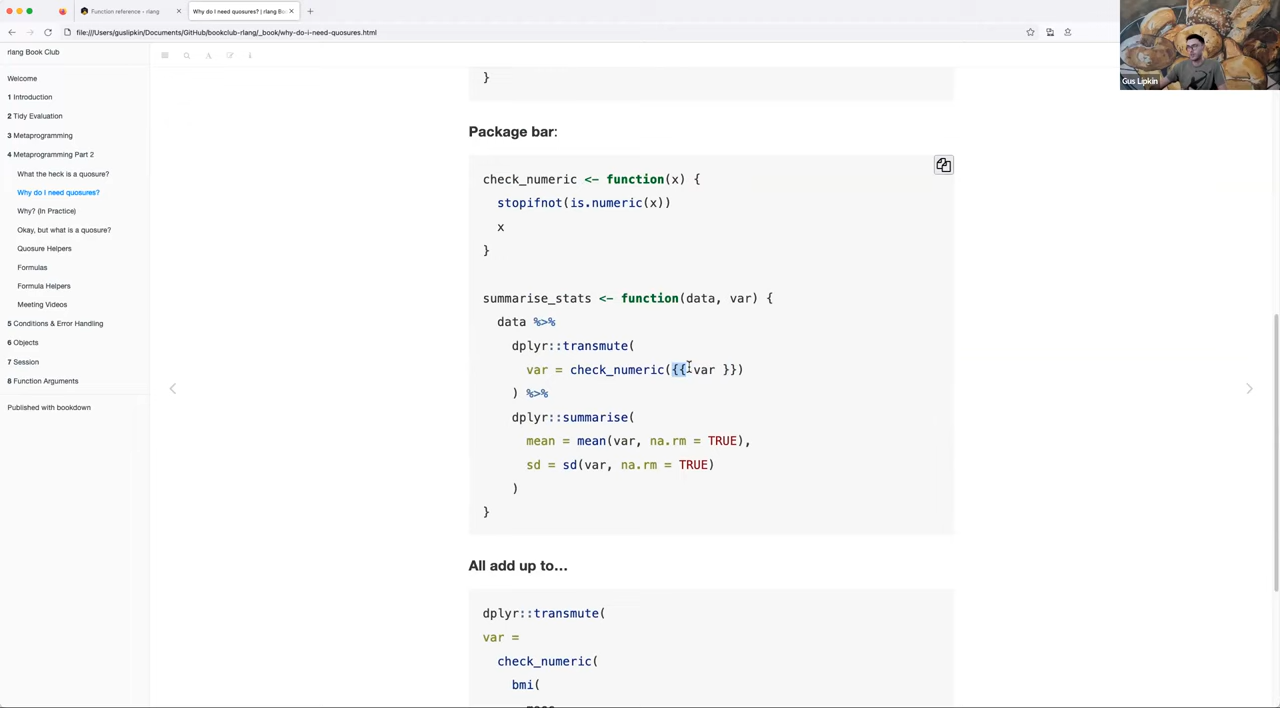 Function reference - rlang
Why do I need quosures? | rlang Bo
file:///Users/guslipkin/Documents/GitHub/bookclub-rlang/_book/why-do-i-need-quosures.html
Gus Lipkin
rlang Book Club
Welcome
1 Introduction
2 Tidy Evaluation
3 Metaprogramming
4 Metaprogramming Part 2
What the heck is a quosure?
Why do I need quosures?
Why? (In Practice)
Okay, but what is a quosure?
Quosure Helpers
Formulas
Formula Helpers
Meeting Videos
5 Conditions & Error Handling
6 Objects
7 Session
8 Function Arguments
Published with bookdown
}
Package bar:
check_numeric <- function(x) {
stopifnot(is.numeric(x))
x
}
summarise_stats <- function(data, var) {
data %>%
dplyr::transmute(
var = check_numeric({{ var }})
) %>%
dplyr::summarise(
mean = mean(var, na.rm = TRUE),
sd = sd(var, na.rm = TRUE)
)
}
All add up to…
dplyr::transmute(
var =
check_numeric(
bmi(